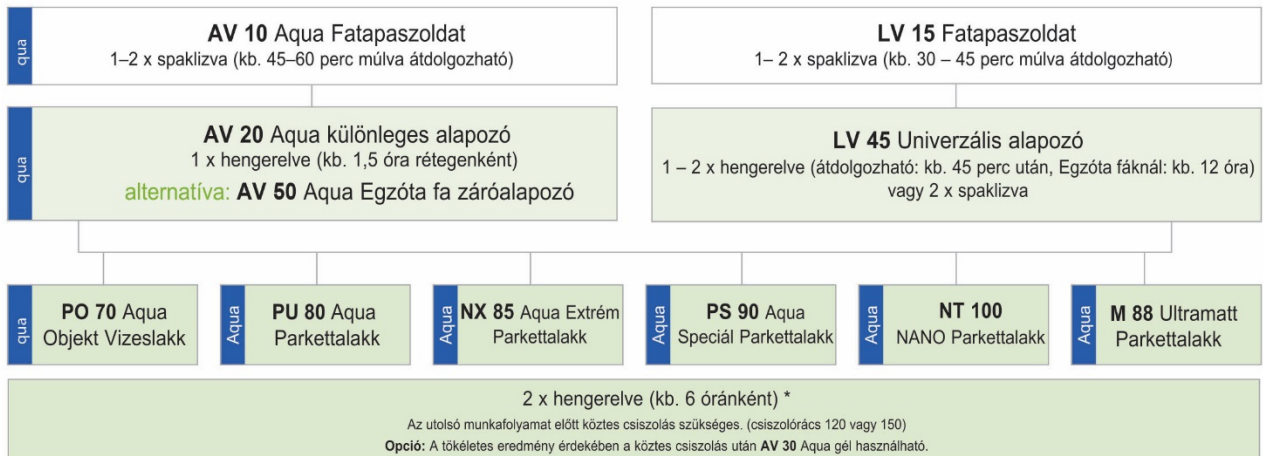 qua
AV 10 Aqua Fatapaszoldat
1–2 x spaklizva (kb. 45–60 perc múlva átdolgozható)
LV 15 Fatapaszoldat
1– 2 x spaklizva (kb. 30 – 45 perc múlva átdolgozható)
qua
AV 20 Aqua különleges alapozó
1 x hengerelve (kb. 1,5 óra rétegenként)
alternatíva: AV 50 Aqua Egzóta fa záróalapozó
LV 45 Univerzális alapozó
1 – 2 x hengerelve (átdolgozható: kb. 45 perc után, Egzóta fáknál: kb. 12 óra)
vagy 2 x spaklizva
qua
PO 70 Aqua
Objekt Vizeslakk
Aqua
PU 80 Aqua
Parkettalakk
Aqua
NX 85 Aqua Extrém
Parkettalakk
Aqua
PS 90 Aqua
Speciál Parkettalakk
Aqua
NT 100
NANO Parkettalakk
Aqua
M 88 Ultramatt
Parkettalakk
2 x hengerelve (kb. 6 óránként) *
Az utolsó munkafolyamat előtt köztes csiszolás szükséges. (csiszolórács 120 vagy 150)
Opció: A tökéletes eredmény érdekében a köztes csiszolás után AV 30 Aqua gél használható.